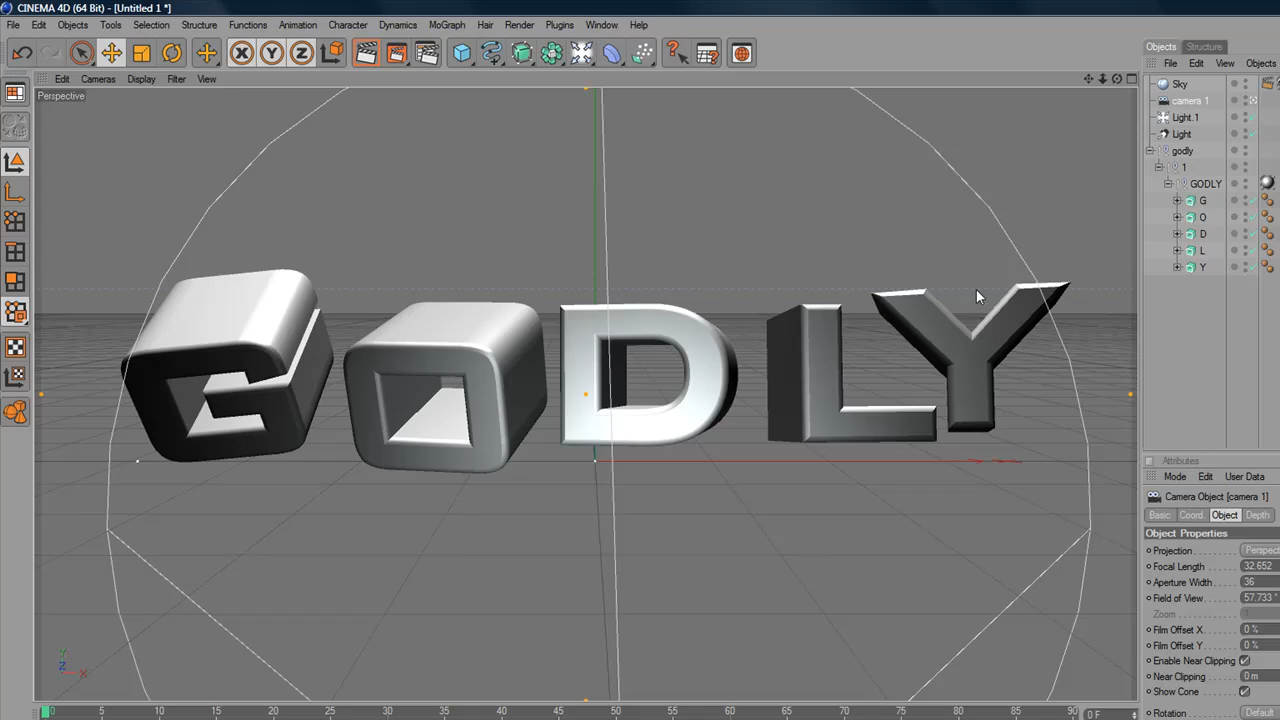 CINEMA 4D (64 Bit) - [Untitled 1 *]
File Edit Objects Tools Selection Structure Functions Animation Character Dynamics MoGraph Hair Render Plugins Window Help
X Y Z
Objects Structure
Edit Cameras Display Filter View
File Edit View Objects
Perspective
Sky
camera 1
Light.1
Light
godly
1
GODLY
G
O
D
L
Y
GODLY
Attributes
Mode Edit User Data
Camera Object [camera 1]
Basic Coord. Object Depth
Object Properties
Projection Perspect
Focal Length 32.652
Aperture Width 36
Field of View 57.733 °
Zoom 1
Film Offset X 0 %
Film Offset Y 0 %
Enable Near Clipping
Near Clipping 0 m
Show Cone
Rotation Default
Y
Z X
0 5 10 15 20 25 30 35 40 45 50 55 60 65 70 75 80 85 90 0 F